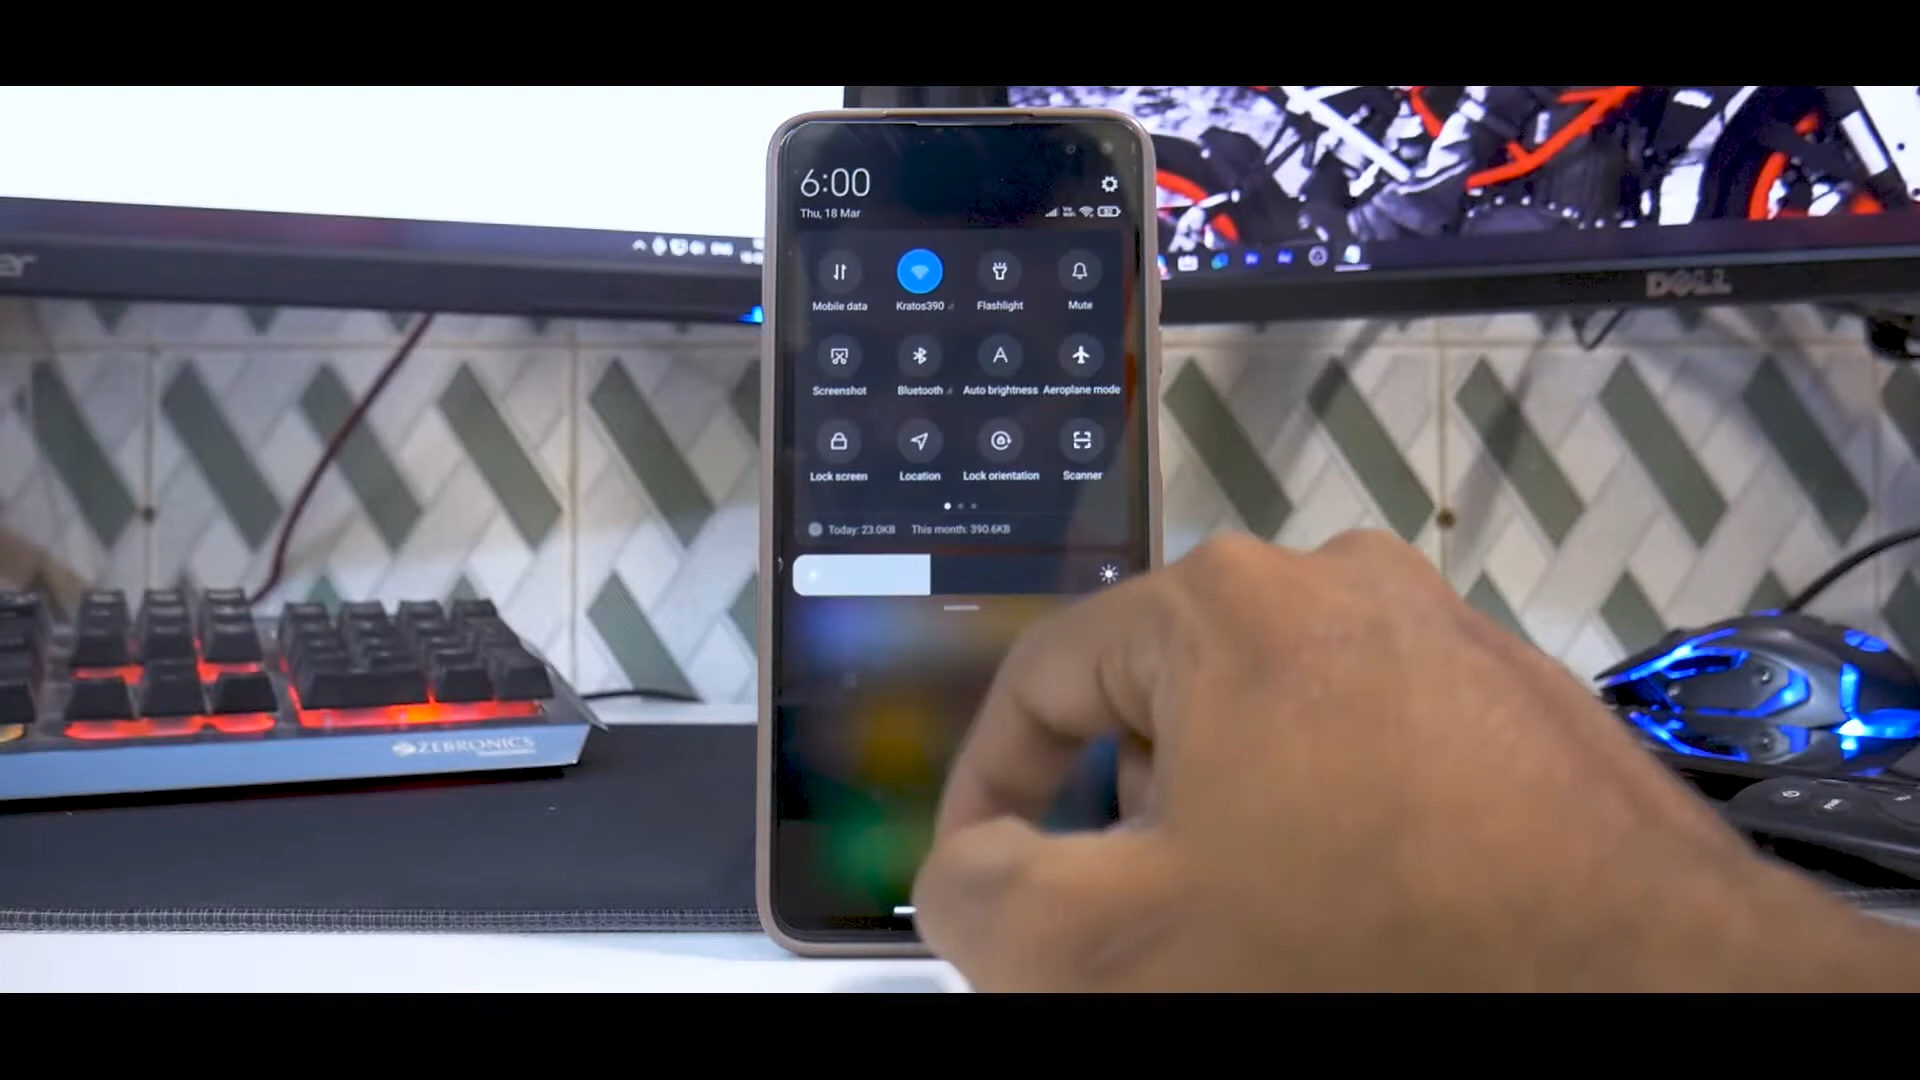 6:00
Thu, 18 Mar
Mobile data
Kratos390
Flashlight
Mute
Screenshot
Bluetooth
Auto brightness
Aeroplane mode
Lock screen
Location
Lock orientation
Scanner
Today: 23.0KB This month: 390.6KB
DELL
ZEBRONICS